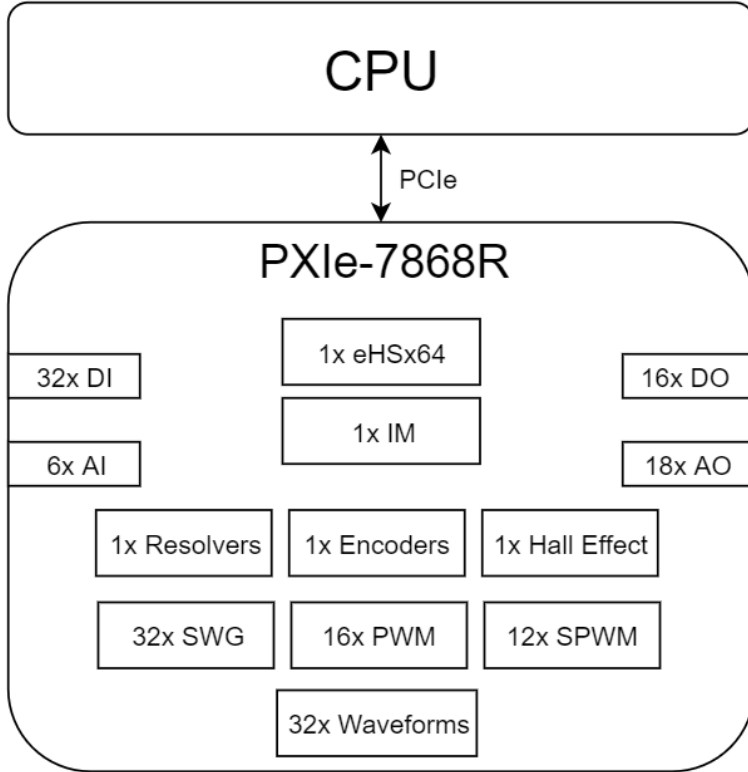 CPU
PCIe
PXIe-7868R
1x eHSx64
32x DI
16x DO
1x IM
6x AI
18x AO
1x Resolvers
1x Encoders
1x Hall Effect
32x SWG
16x PWM
12x SPWM
32x Waveforms